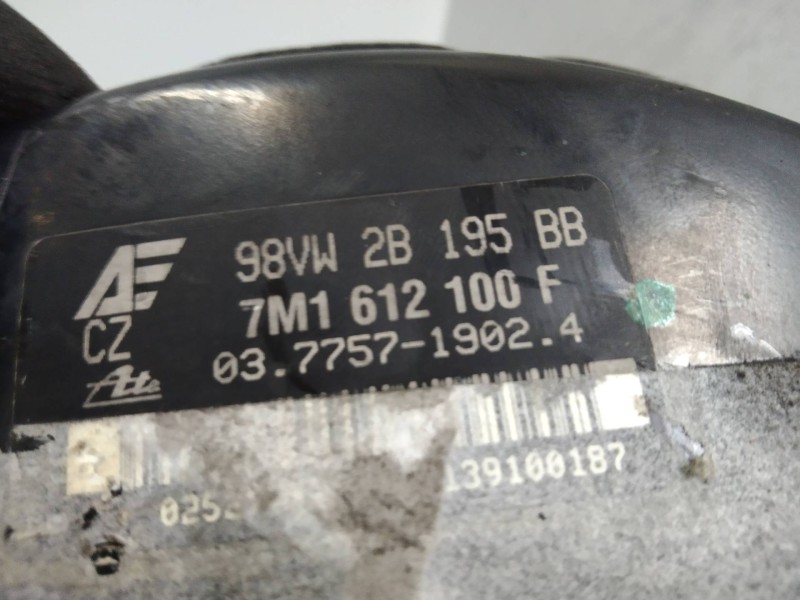 AE 98VW 2B 195 BB
7M1 612 100 F
CZ
03.7757-1902.4
Ate
139100187